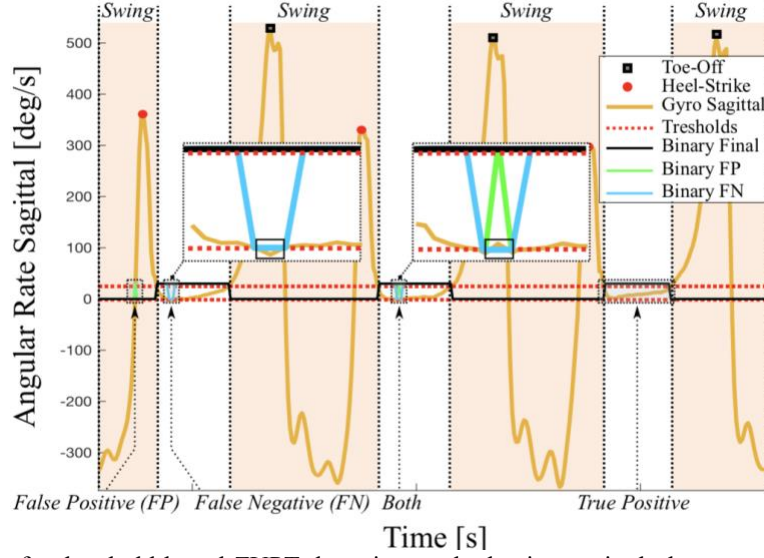 Swing Swing Swing Swing
500
400
300
200
100
0
-100
-200
-300
Angular Rate Sagittal [deg/s]
Toe-Off
Heel-Strike
Gyro Sagittal
Tresholds
Binary Final
Binary FP
Binary FN
False Positive (FP) False Negative (FN) Both True Positive
Time [s]